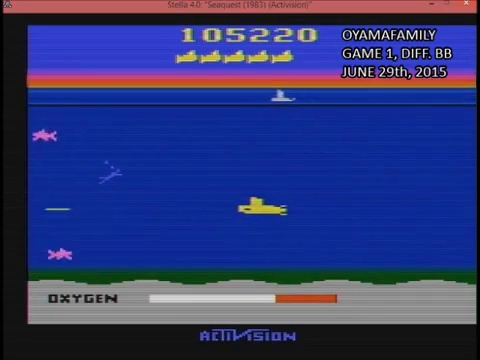 Stella 4.0: "Seaquest (1983) (Activision)"
105220
OYAMAFAMILY
GAME 1, DIFF. BB
JUNE 29th, 2015
OXYGEN
ACTIVISION